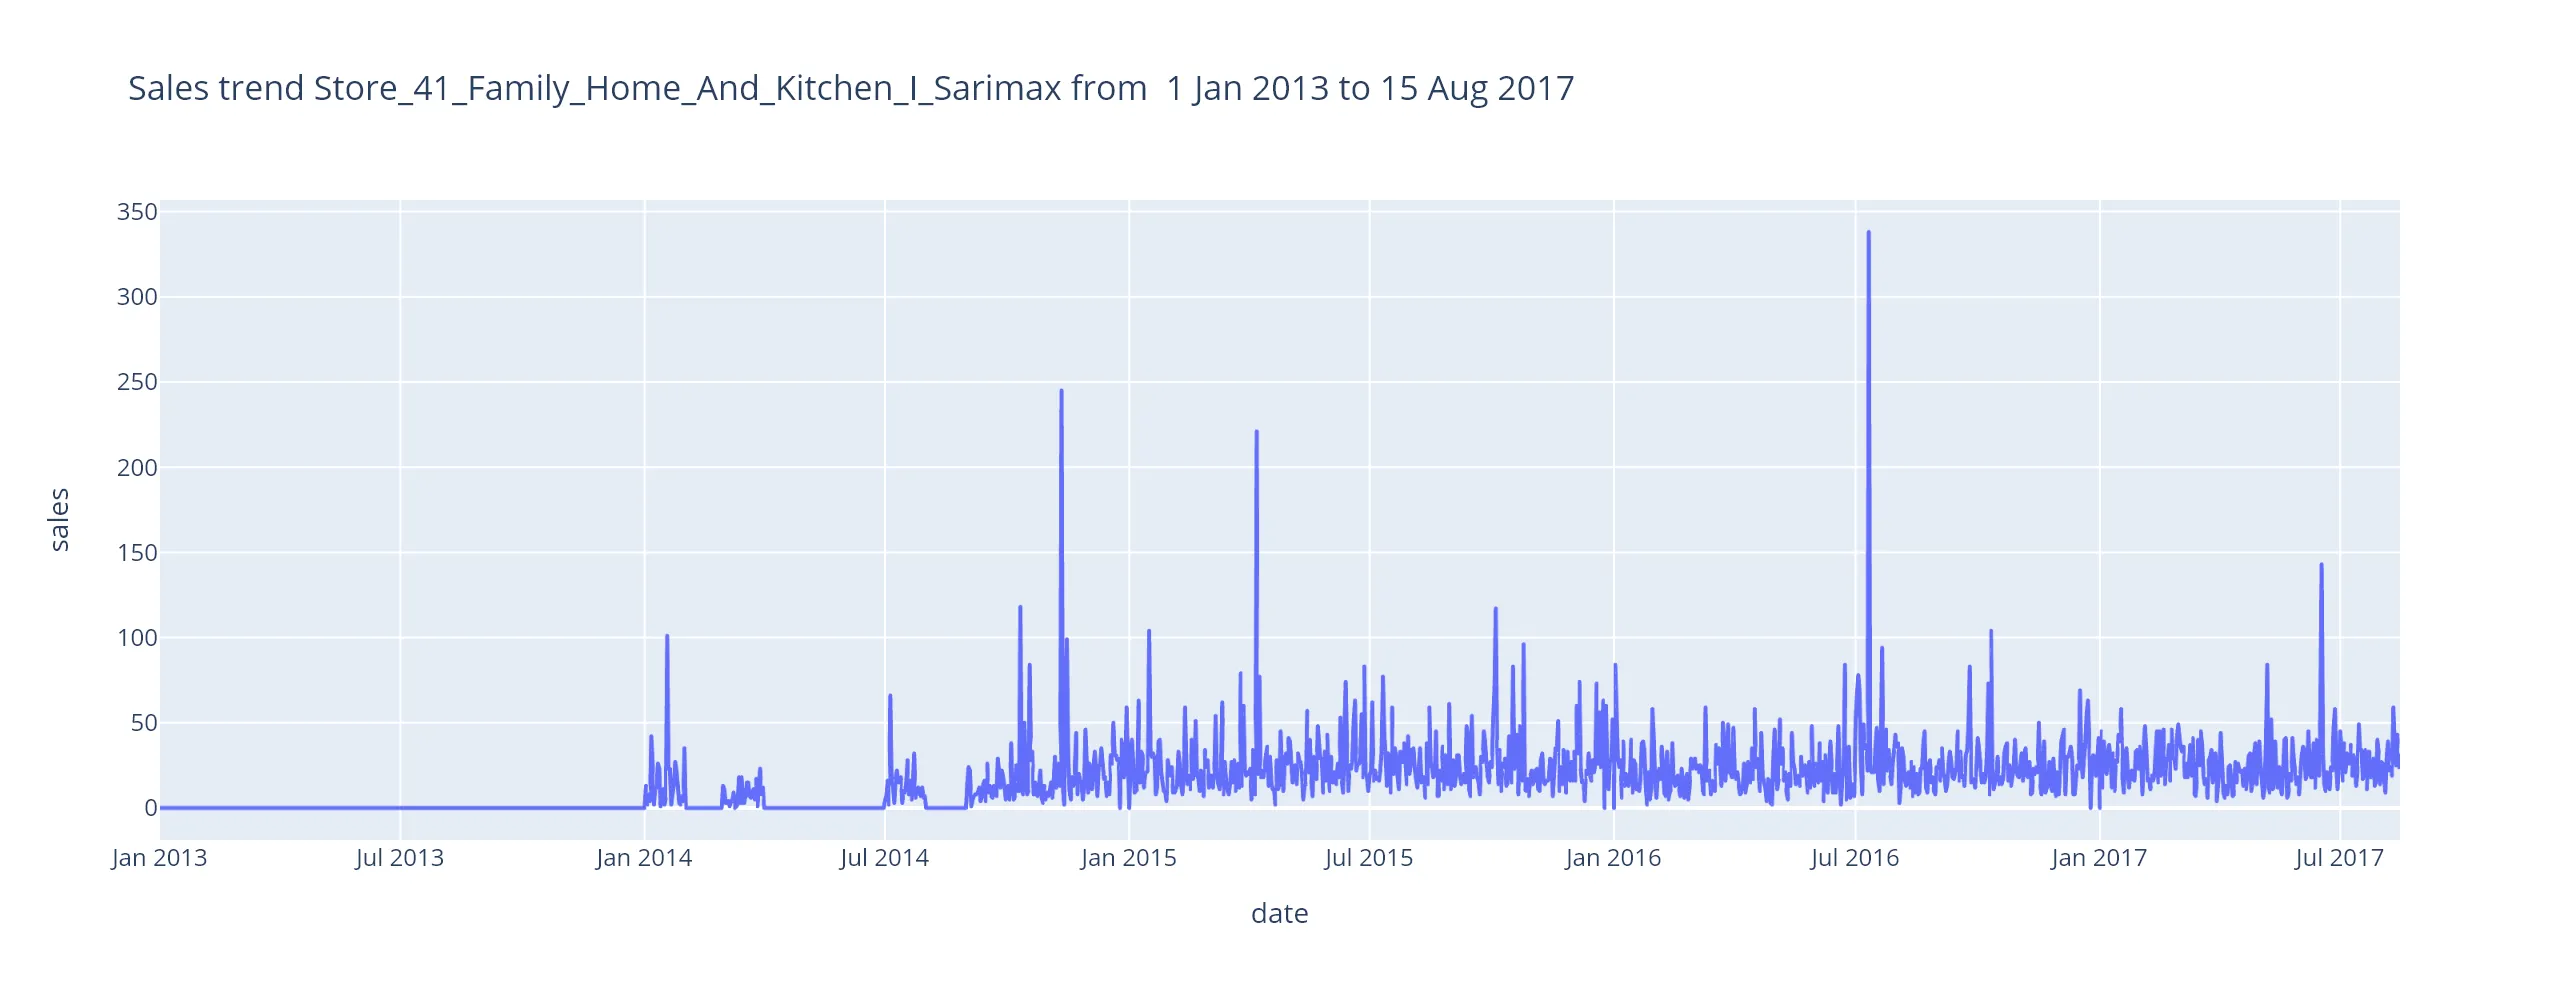 Sales trend Store_41_Family_Home_And_Kitchen_I_Sarimax from  1 Jan 2013 to 15 Aug 2017
350
300
250
200
150
100
50
0
sales
Jan 2013 Jul 2013 Jan 2014 Jul 2014 Jan 2015 Jul 2015 Jan 2016 Jul 2016 Jan 2017 Jul 2017
date